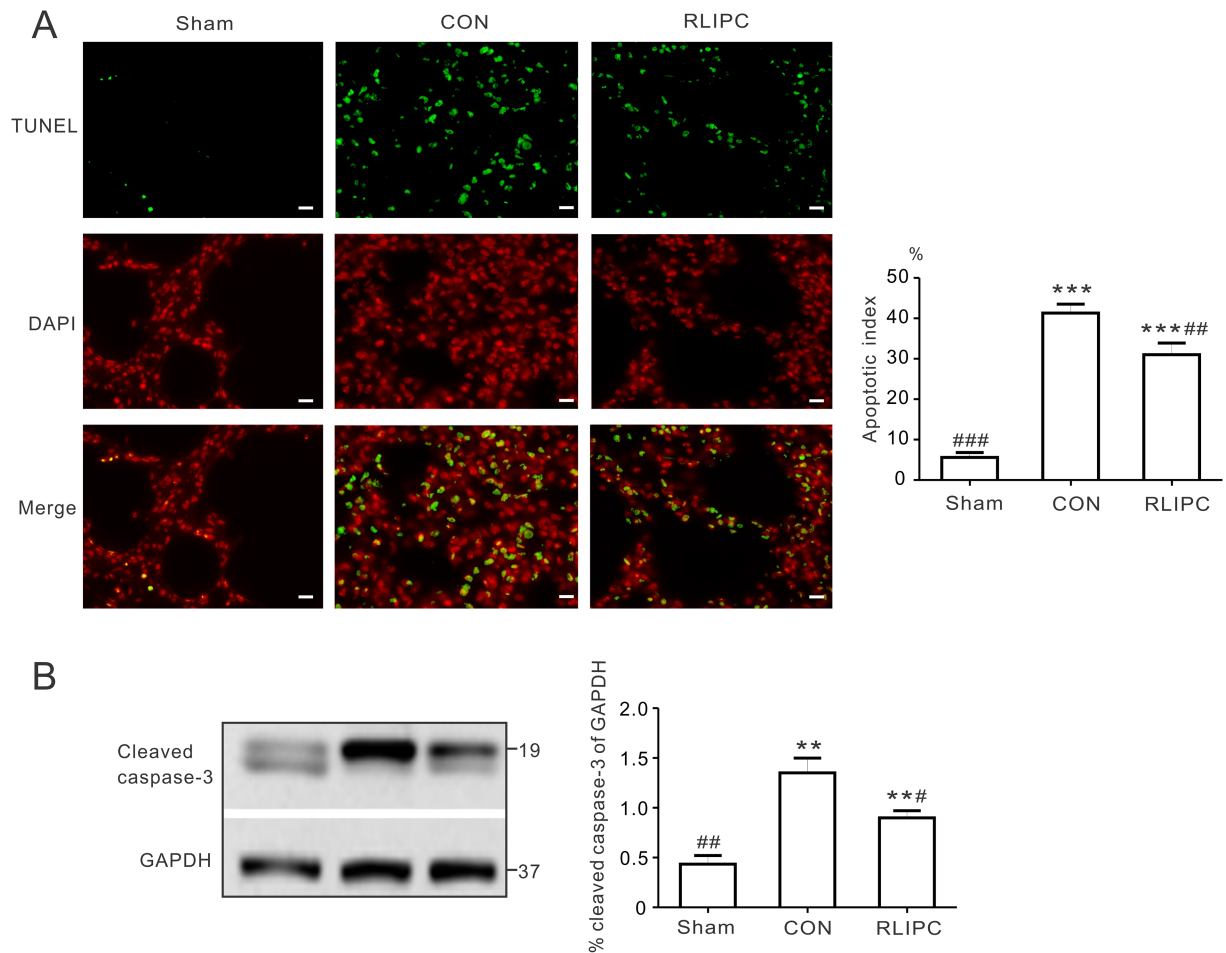 A
Sham
CON
RLIPC
TUNEL
DAPI
Merge
%
Apoptotic index
50
40
30
20
10
0
###
***
***##
Sham
CON
RLIPC
B
Cleaved
caspase-3
GAPDH
19
37
% cleaved caspase-3 of GAPDH
2.0
1.5
1.0
0.5
0
##
**
**#
Sham
CON
RLIPC